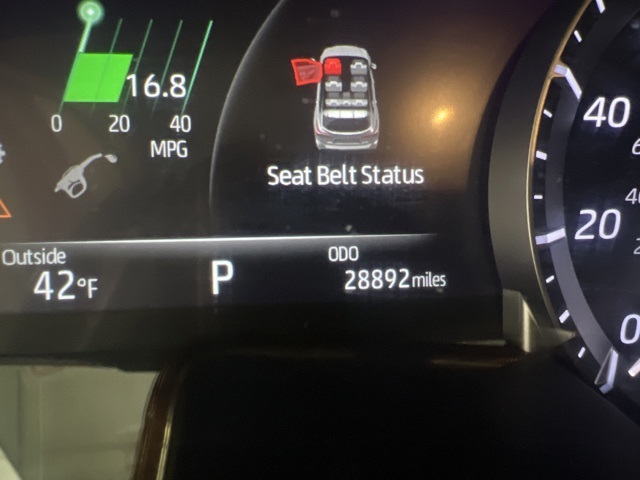 16.8
0 20 40
MPG
Seat Belt Status
Outside
42°F
P
ODO
28892 miles
40
20
0